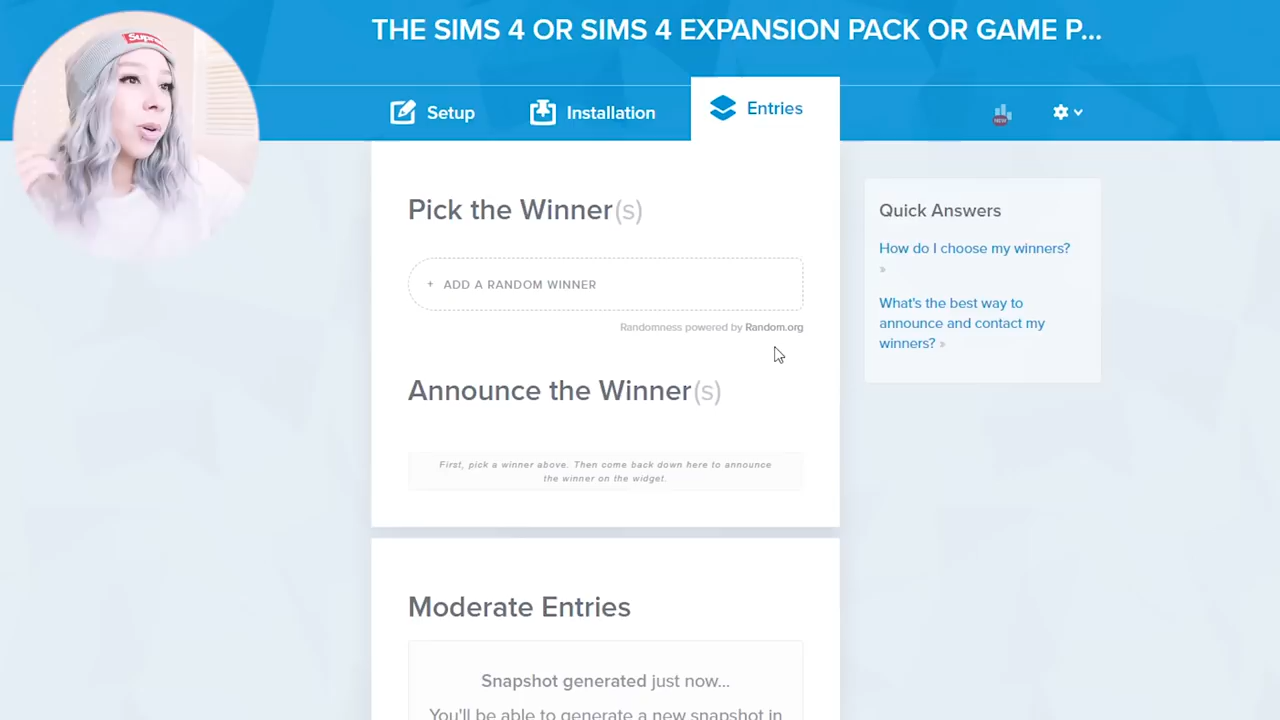 THE SIMS 4 OR SIMS 4 EXPANSION PACK OR GAME P...
Setup
Installation
Entries
NEW
Pick the Winner(s)
+ ADD A RANDOM WINNER
Randomness powered by Random.org
Announce the Winner(s)
First, pick a winner above. Then come back down here to announce
the winner on the widget.
Moderate Entries
Snapshot generated just now...
You'll be able to generate a new snapshot in
Quick Answers
How do I choose my winners?
»
What's the best way to
announce and contact my
winners? »
Supreme